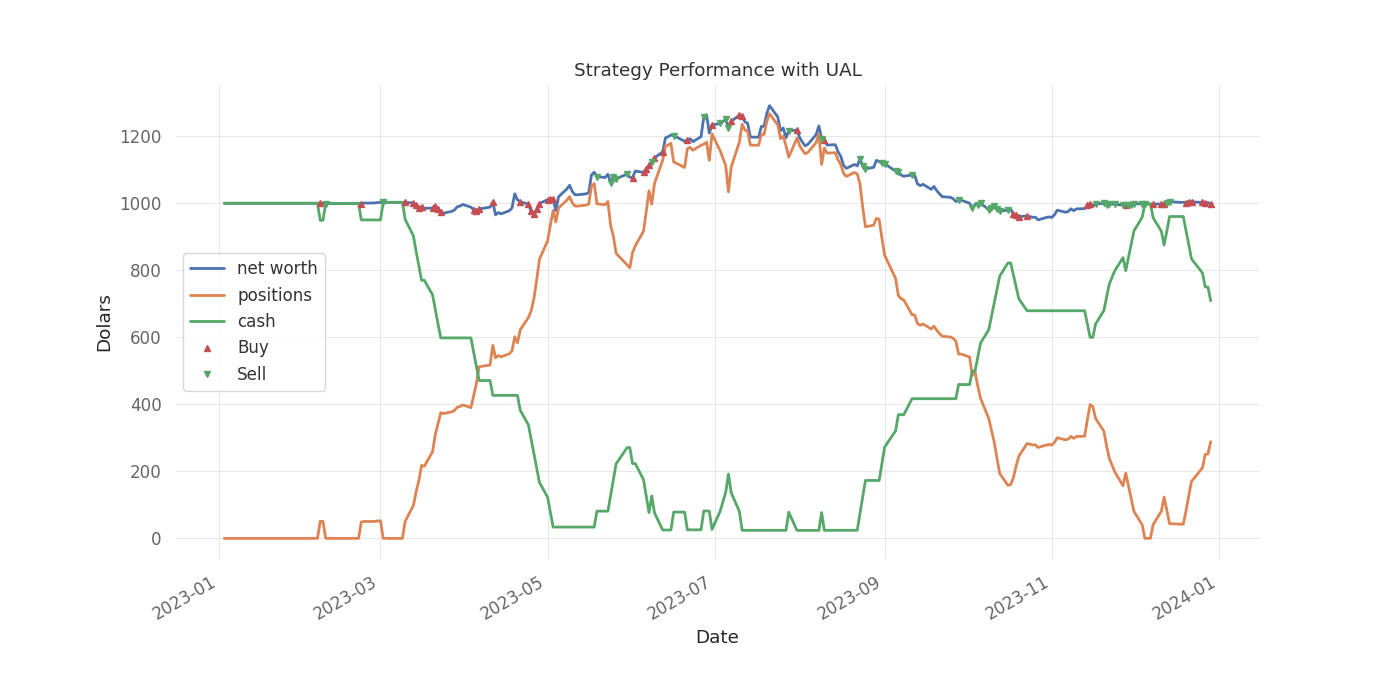 Strategy Performance with UAL
1200
1000
800
600
400
200
0
Dolars
net worth
positions
cash
Buy
Sell
2023-01
2023-03
2023-05
2023-07
2023-09
2023-11
2024-01
Date